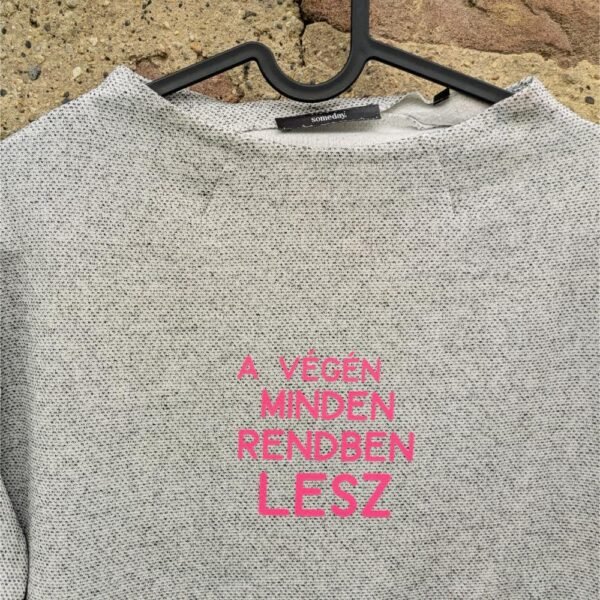 someday.
A VÉGÉN
MINDEN
RENDBEN
LESZ